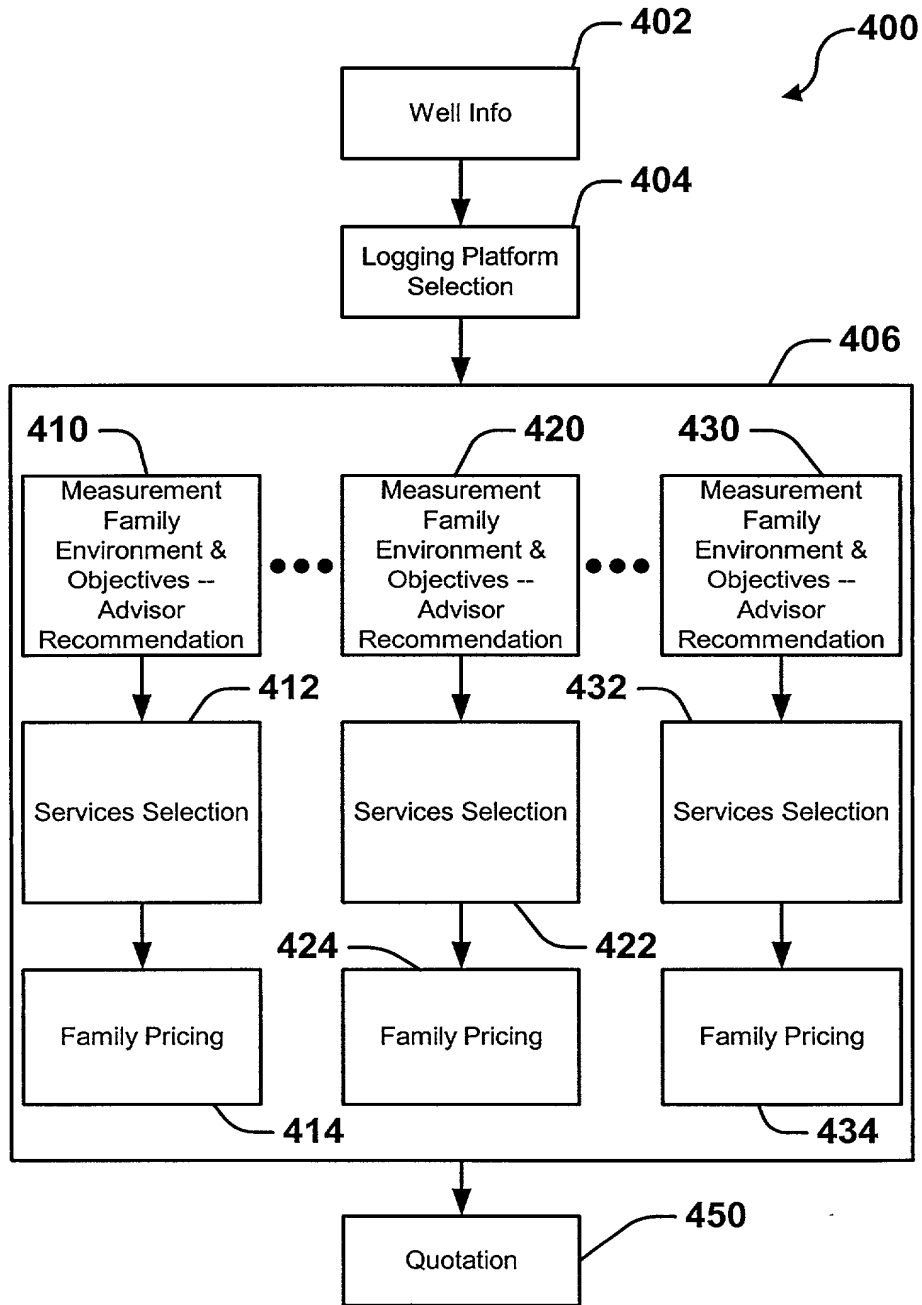 402
400
Well Info
404
Logging Platform
Selection
406
410
420
430
Measurement
Family
Environment &
Objectives --
Advisor
Recommendation
Measurement
Family
Environment &
Objectives --
Advisor
Recommendation
Measurement
Family
Environment &
Objectives --
Advisor
Recommendation
412
432
Services Selection
Services Selection
Services Selection
424
422
Family Pricing
Family Pricing
Family Pricing
414
434
450
Quotation